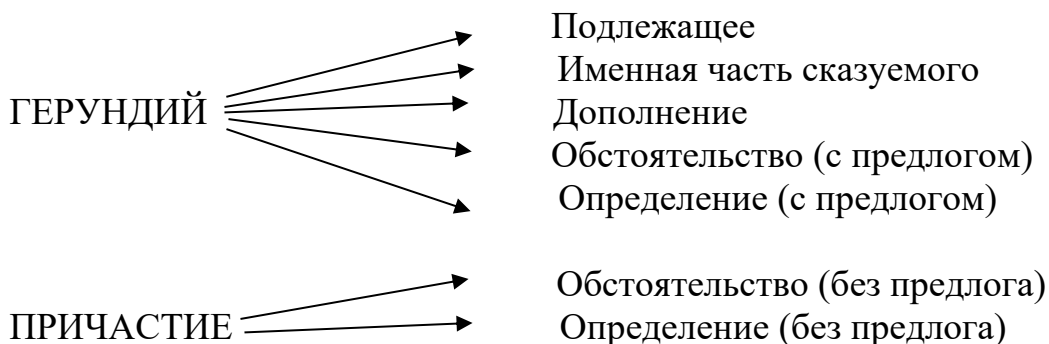 Подлежащее
Именная часть сказуемого
ГЕРУНДИЙ
Дополнение
Обстоятельство (с предлогом)
Определение (с предлогом)
Обстоятельство (без предлога)
ПРИЧАСТИЕ
Определение (без предлога)